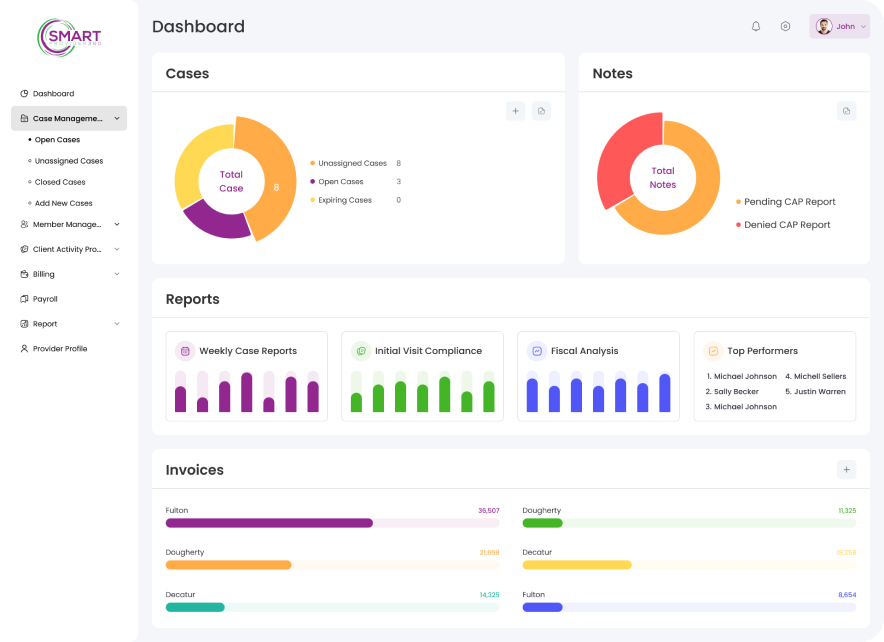 SMART
Dashboard
Case Manageme...
Open Cases
Unassigned Cases
Closed Cases
Add New Cases
Member Manage...
Client Activity Pro...
Billing
Payroll
Report
Provider Profile
Dashboard
John
Cases
Total
Case
8
Unassigned Cases 8
Open Cases 3
Expiring Cases 0
Notes
Total
Notes
Pending CAP Report
Denied CAP Report
Reports
Weekly Case Reports
Initial Visit Compliance
Fiscal Analysis
Top Performers
1. Michael Johnson
2. Sally Becker
3. Michael Johnson
4. Michell Sellers
5. Justin Warren
Invoices
Fulton 36,507
Dougherty 11,325
Dougherty 21,658
Decatur
Decatur 14,325
Fulton 8,654